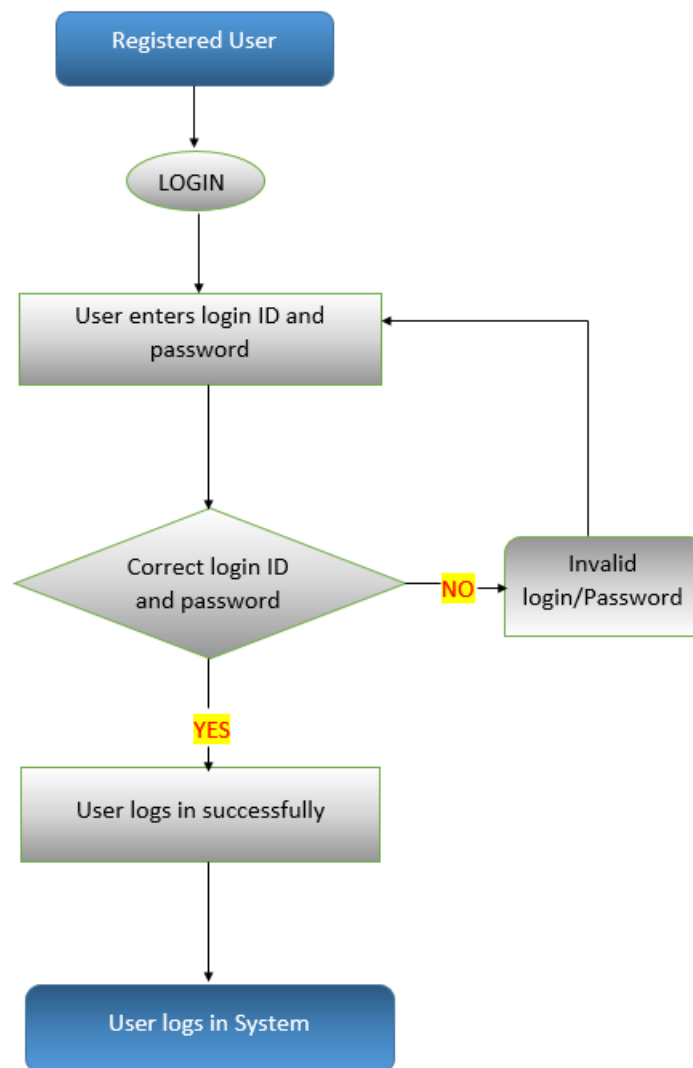 Registered User
LOGIN
User enters login ID and
password
Correct login ID
and password
NO
Invalid
login/Password
YES
User logs in successfully
User logs in System